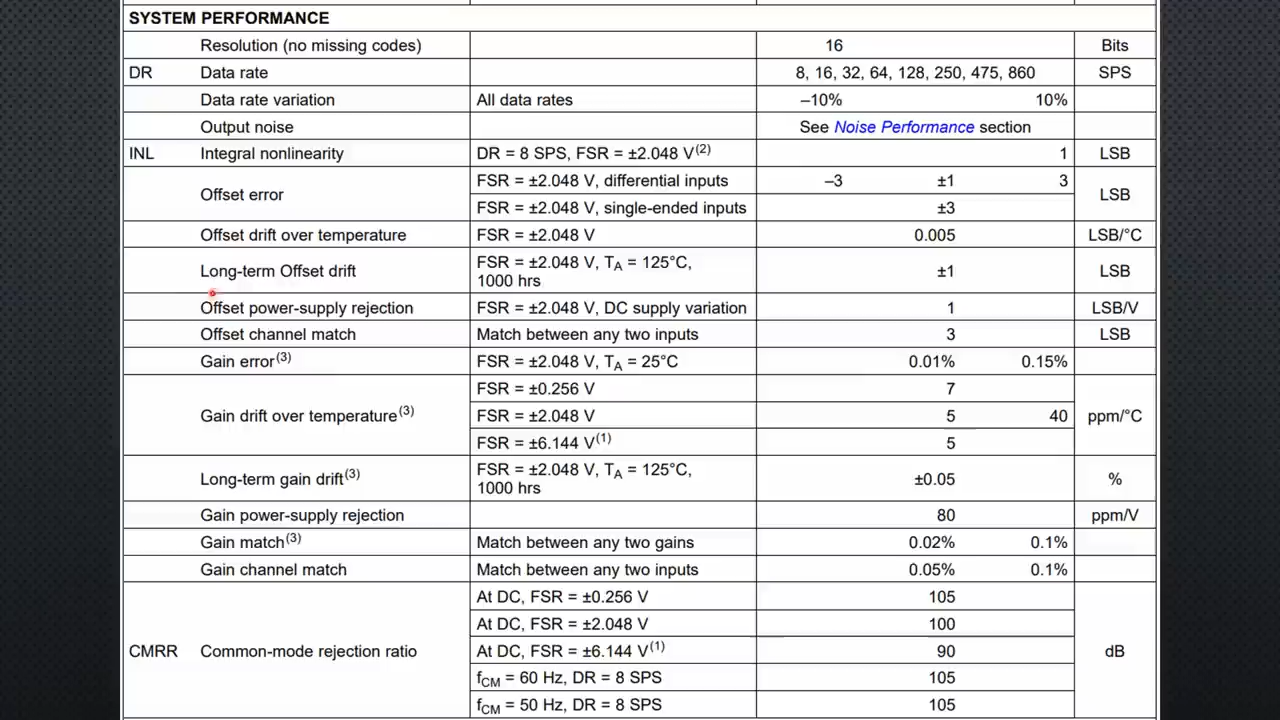 SYSTEM PERFORMANCE
Resolution (no missing codes) 16 Bits
DR Data rate 8, 16, 32, 64, 128, 250, 475, 860 SPS
Data rate variation All data rates –10% 10%
Output noise See Noise Performance section
INL Integral nonlinearity DR = 8 SPS, FSR = ±2.048 V(2) 1 LSB
Offset error FSR = ±2.048 V, differential inputs –3 ±1 3 LSB
FSR = ±2.048 V, single-ended inputs ±3
Offset drift over temperature FSR = ±2.048 V 0.005 LSB/°C
Long-term Offset drift FSR = ±2.048 V, TA = 125°C, ±1 LSB
1000 hrs
Offset power-supply rejection FSR = ±2.048 V, DC supply variation 1 LSB/V
Offset channel match Match between any two inputs 3 LSB
Gain error(3) FSR = ±2.048 V, TA = 25°C 0.01% 0.15%
FSR = ±0.256 V 7
Gain drift over temperature(3) FSR = ±2.048 V 5 40 ppm/°C
FSR = ±6.144 V(1) 5
Long-term gain drift(3) FSR = ±2.048 V, TA = 125°C, ±0.05 %
1000 hrs
Gain power-supply rejection 80 ppm/V
Gain match(3) Match between any two gains 0.02% 0.1%
Gain channel match Match between any two inputs 0.05% 0.1%
At DC, FSR = ±0.256 V 105
At DC, FSR = ±2.048 V 100
CMRR Common-mode rejection ratio At DC, FSR = ±6.144 V(1) 90 dB
fCM = 60 Hz, DR = 8 SPS 105
fCM = 50 Hz, DR = 8 SPS 105